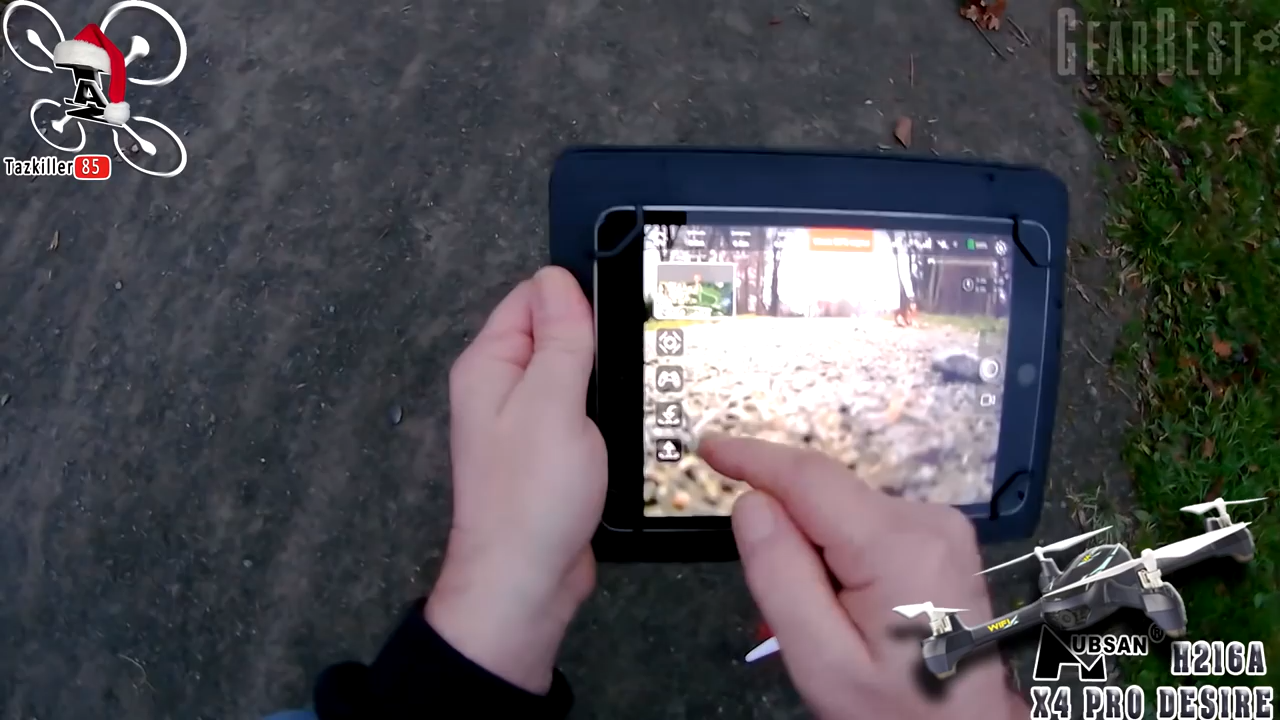 GEARBEST
A
Tazkiller 85
WIFI
HUBSAN®
H216A
X4 PRO DESIRE